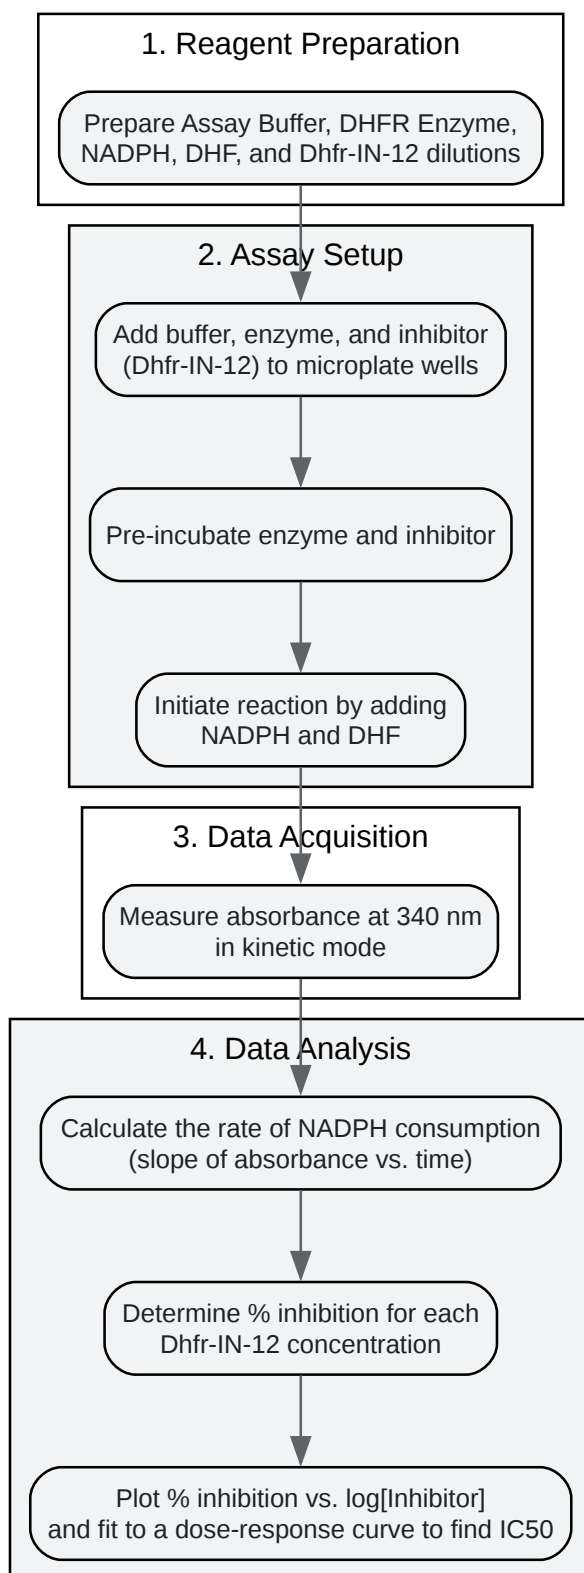 1. Reagent Preparation
Prepare Assay Buffer, DHFR Enzyme,
NADPH, DHF, and Dhfr-IN-12 dilutions
2. Assay Setup
Add buffer, enzyme, and inhibitor
(Dhfr-IN-12) to microplate wells
Pre-incubate enzyme and inhibitor
Initiate reaction by adding
NADPH and DHF
3. Data Acquisition
Measure absorbance at 340 nm
in kinetic mode
4. Data Analysis
Calculate the rate of NADPH consumption
(slope of absorbance vs. time)
Determine % inhibition for each
Dhfr-IN-12 concentration
Plot % inhibition vs. log[Inhibitor]
and fit to a dose-response curve to find IC50